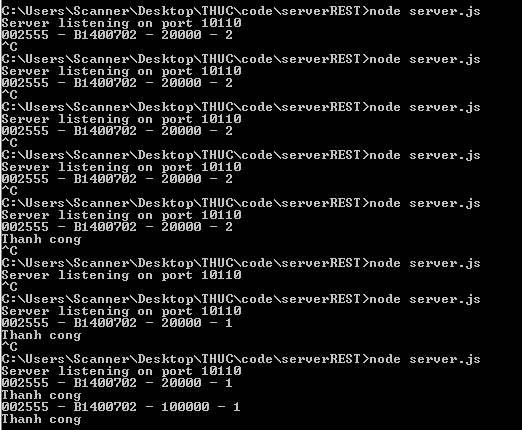 C:\Users\Scanner\Desktop\THUC\code\serverREST>node server.js
Server listening on port 10110
002555 - B1400702 - 20000 - 2
^C
C:\Users\Scanner\Desktop\THUC\code\serverREST>node server.js
Server listening on port 10110
002555 - B1400702 - 20000 - 2
^C
C:\Users\Scanner\Desktop\THUC\code\serverREST>node server.js
Server listening on port 10110
002555 - B1400702 - 20000 - 2
^C
C:\Users\Scanner\Desktop\THUC\code\serverREST>node server.js
Server listening on port 10110
002555 - B1400702 - 20000 - 2
^C
C:\Users\Scanner\Desktop\THUC\code\serverREST>node server.js
Server listening on port 10110
002555 - B1400702 - 20000 - 2
Thanh cong
^C
C:\Users\Scanner\Desktop\THUC\code\serverREST>node server.js
Server listening on port 10110
^C
C:\Users\Scanner\Desktop\THUC\code\serverREST>node server.js
Server listening on port 10110
002555 - B1400702 - 20000 - 1
Thanh cong
^C
C:\Users\Scanner\Desktop\THUC\code\serverREST>node server.js
Server listening on port 10110
002555 - B1400702 - 20000 - 1
Thanh cong
002555 - B1400702 - 100000 - 1
Thanh cong